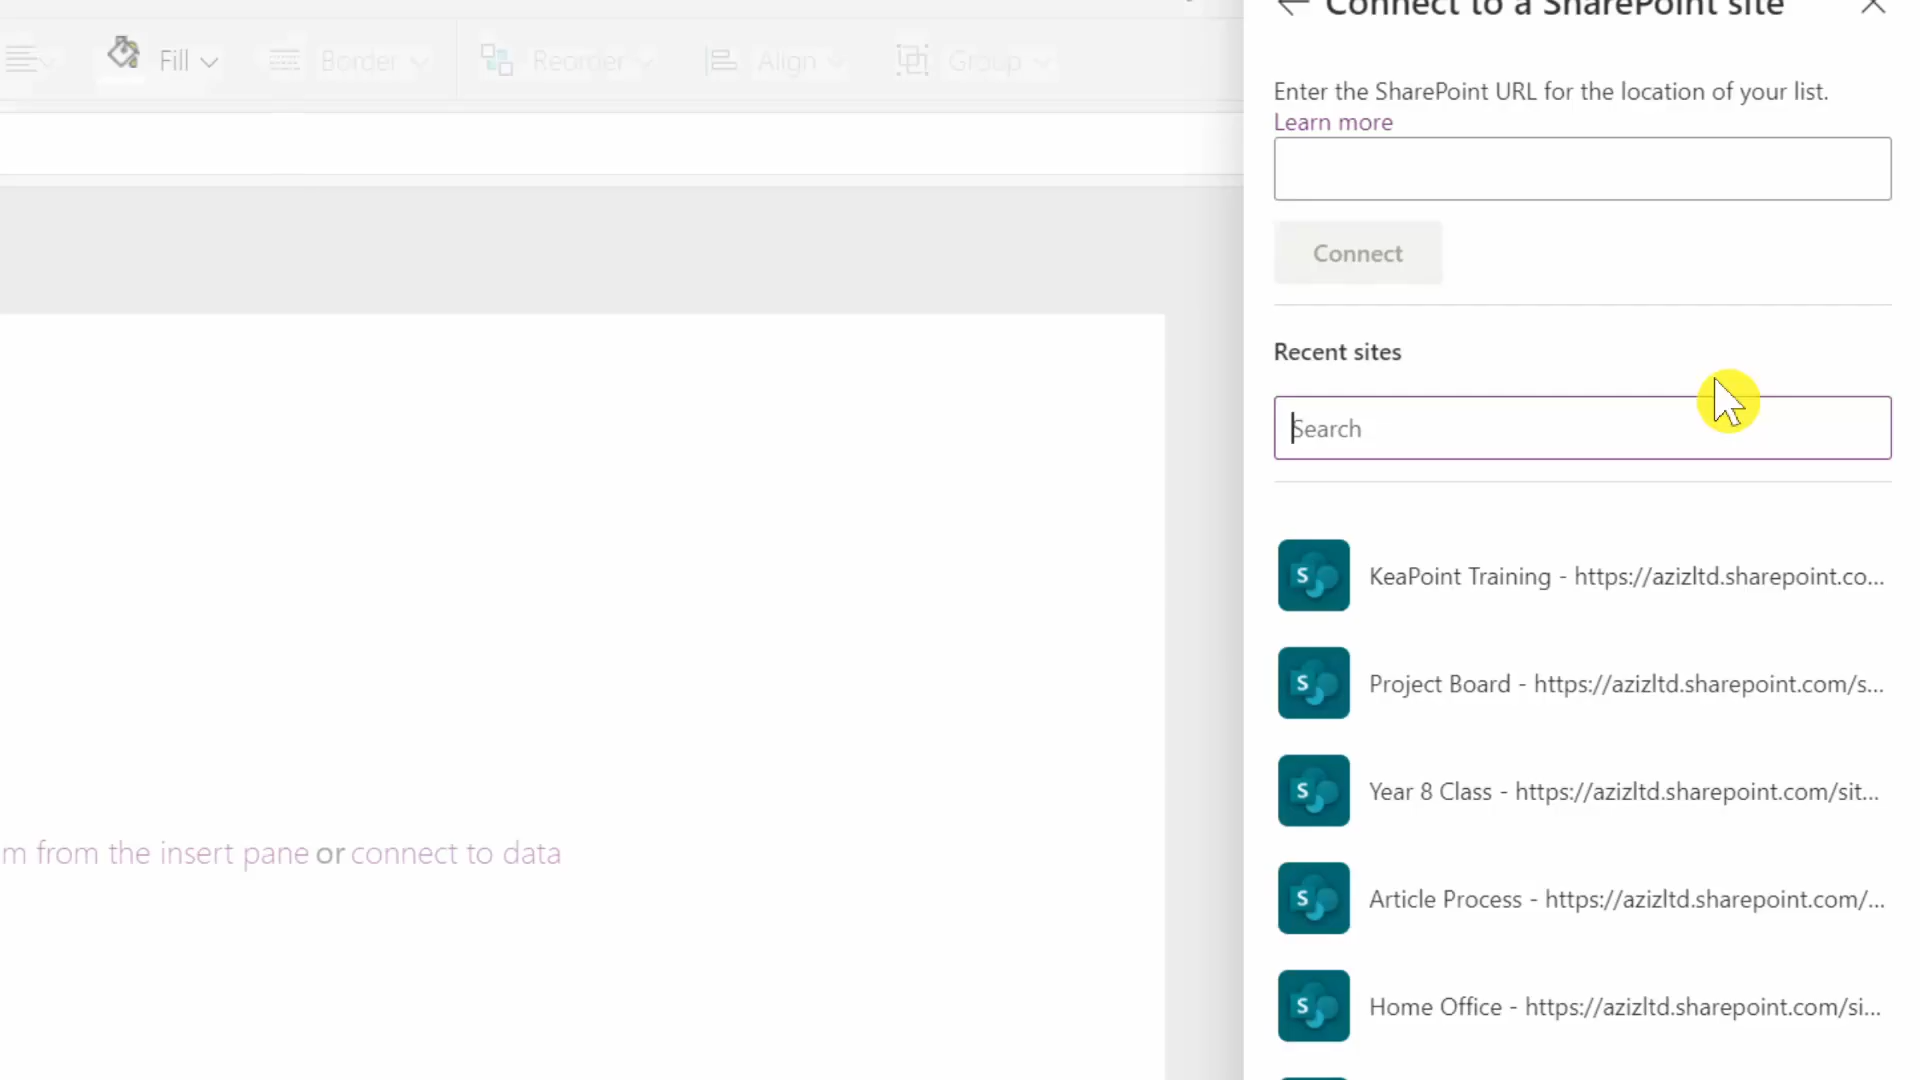 Connect to a SharePoint site
Fill
Border
Reorder
Align
Group
Enter the SharePoint URL for the location of your list.
Learn more
Connect
Recent sites
Search
KeaPoint Training - https://azizltd.sharepoint.co...
Project Board - https://azizltd.sharepoint.com/s...
Year 8 Class - https://azizltd.sharepoint.com/sit...
m from the insert pane or connect to data
Article Process - https://azizltd.sharepoint.com/...
Home Office - https://azizltd.sharepoint.com/si...